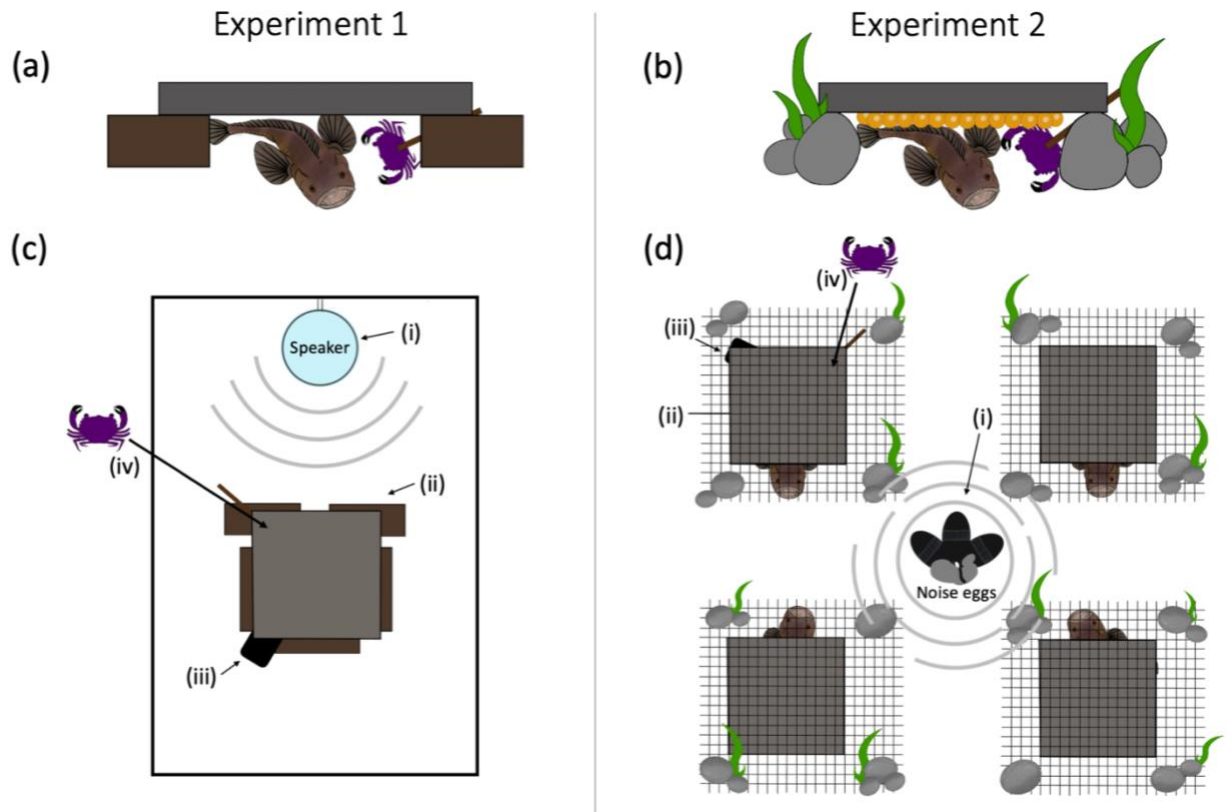 Experiment 1
Experiment 2
(a)
(b)
(c)
(d)
Speaker
(i)
(iv)
(ii)
(iii)
(iv)
(iii)
(ii)
(i)
Noise eggs